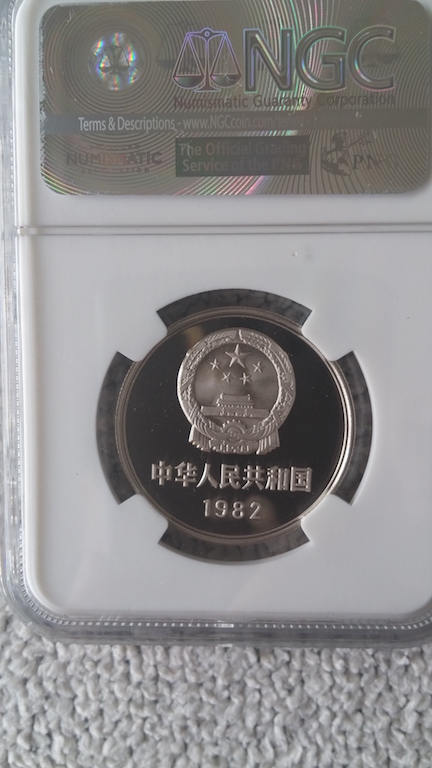 NGC
Numismatic Guaranty Corporation
Terms & Descriptions - www.NGCcoin.com
NUMISMATIC
The Official Grading
Service of the PNG
PNG
中华人民共和国
1982